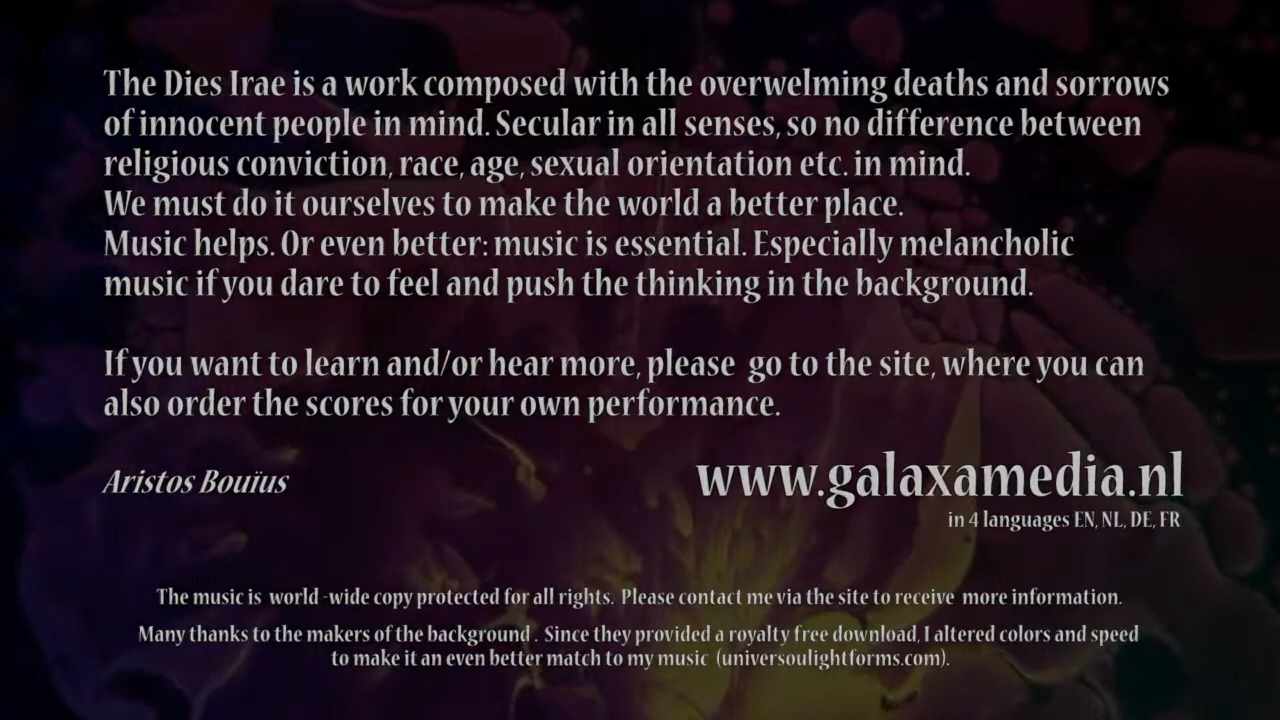 The Dies Irae is a work composed with the overwelming deaths and sorrows
of innocent people in mind. Secular in all senses, so no difference between
religious conviction, race, age, sexual orientation etc. in mind.
We must do it ourselves to make the world a better place.
Music helps. Or even better: music is essential. Especially melancholic
music if you dare to feel and push the thinking in the background.
If you want to learn and/or hear more, please go to the site, where you can
also order the scores for your own performance.
Aristos Bouïus
www.galaxamedia.nl
in 4 languages EN, NL, DE, FR
The music is world -wide copy protected for all rights. Please contact me via the site to receive more information.
Many thanks to the makers of the background . Since they provided a royalty free download, I altered colors and speed
to make it an even better match to my music (universoulightforms.com).